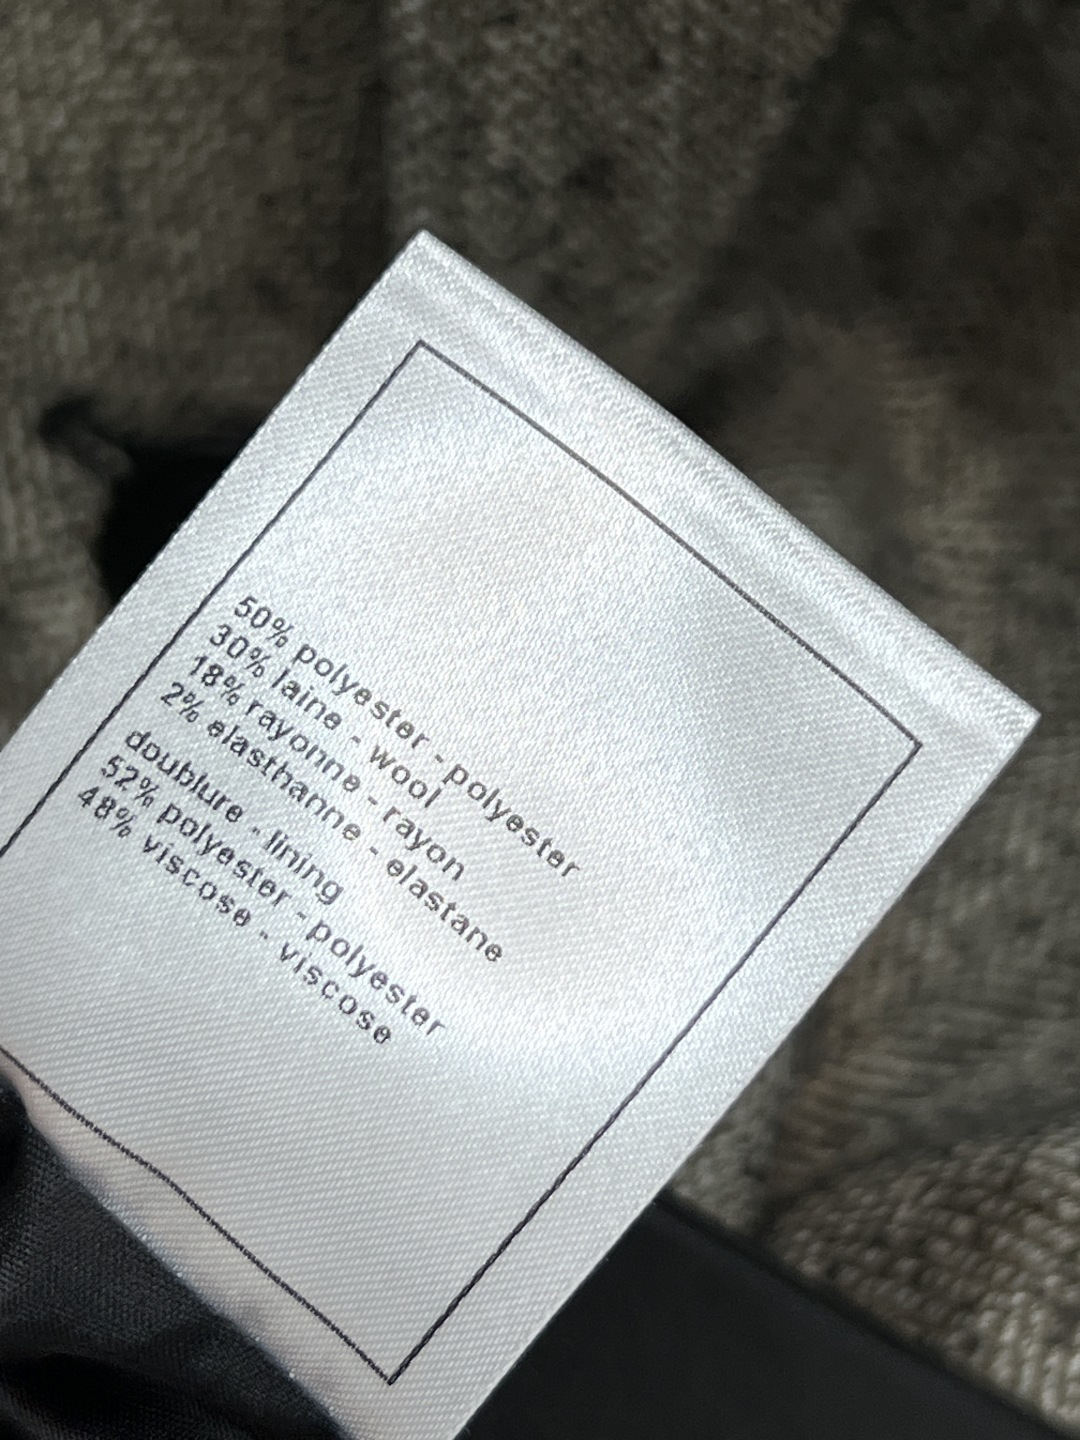 50% polyester - polyester
30% laine - wool
18% rayonne - rayon
2% elasthanne - elastane
doublure - lining
52% polyester - polyester
48% viscose - viscose